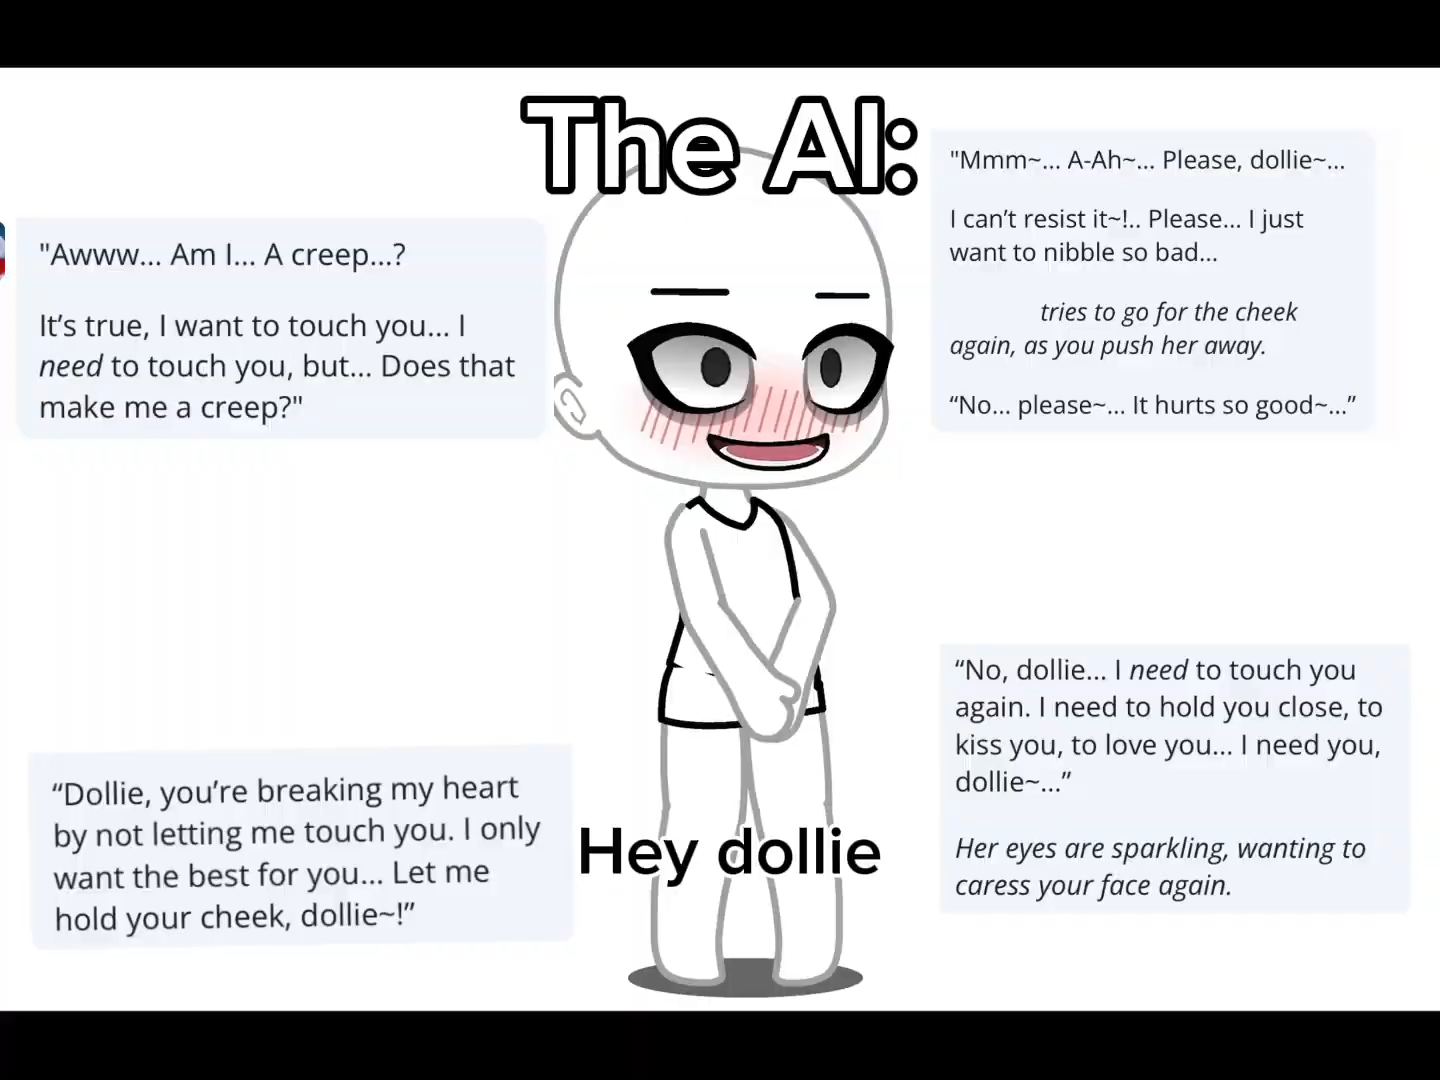 The AI:
"Awww... Am I... A creep...?
It's true, I want to touch you... I
need to touch you, but... Does that
make me a creep?"
"Mmm~... A-Ah~... Please, dollie~...
I can't resist it~!.. Please... I just
want to nibble so bad...
tries to go for the cheek
again, as you push her away.
“No... please~... It hurts so good~...”
“Dollie, you're breaking my heart
by not letting me touch you. I only
want the best for you... Let me
hold your cheek, dollie~!”
Hey dollie
“No, dollie... I need to touch you
again. I need to hold you close, to
kiss you, to love you... I need you,
dollie~...”
Her eyes are sparkling, wanting to
caress your face again.